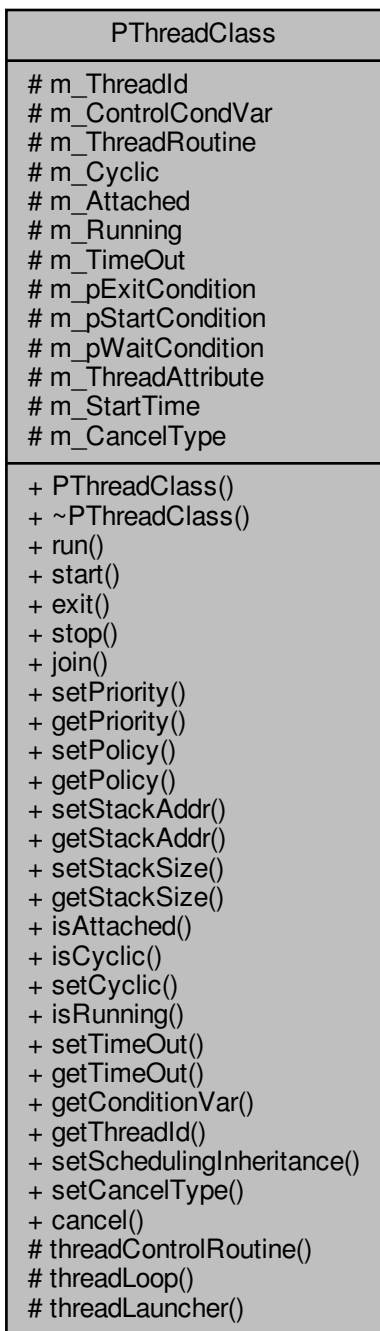 PThreadClass
# m_ThreadId
# m_ControlCondVar
# m_ThreadRoutine
# m_Cyclic
# m_Attached
# m_Running
# m_TimeOut
# m_pExitCondition
# m_pStartCondition
# m_pWaitCondition
# m_ThreadAttribute
# m_StartTime
# m_CancelType
+ PThreadClass()
+ ~PThreadClass()
+ run()
+ start()
+ exit()
+ stop()
+ join()
+ setPriority()
+ getPriority()
+ setPolicy()
+ getPolicy()
+ setStackAddr()
+ getStackAddr()
+ setStackSize()
+ getStackSize()
+ isAttached()
+ isCyclic()
+ setCyclic()
+ isRunning()
+ setTimeOut()
+ getTimeOut()
+ getConditionVar()
+ getThreadId()
+ setSchedulingInheritance()
+ setCancelType()
+ cancel()
# threadControlRoutine()
# threadLoop()
# threadLauncher()